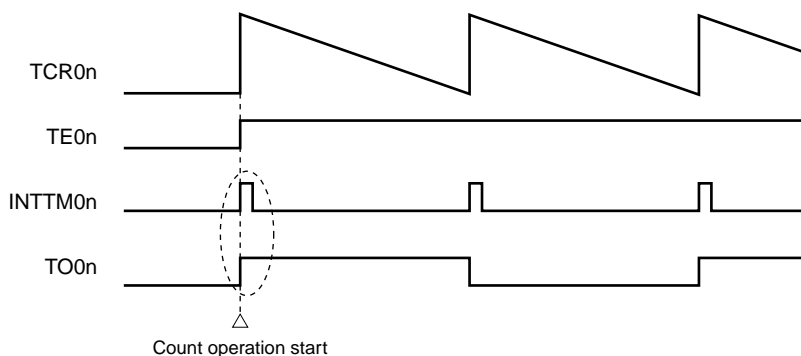 TCR0n
TE0n
INTTM0n
TO0n
Count operation start